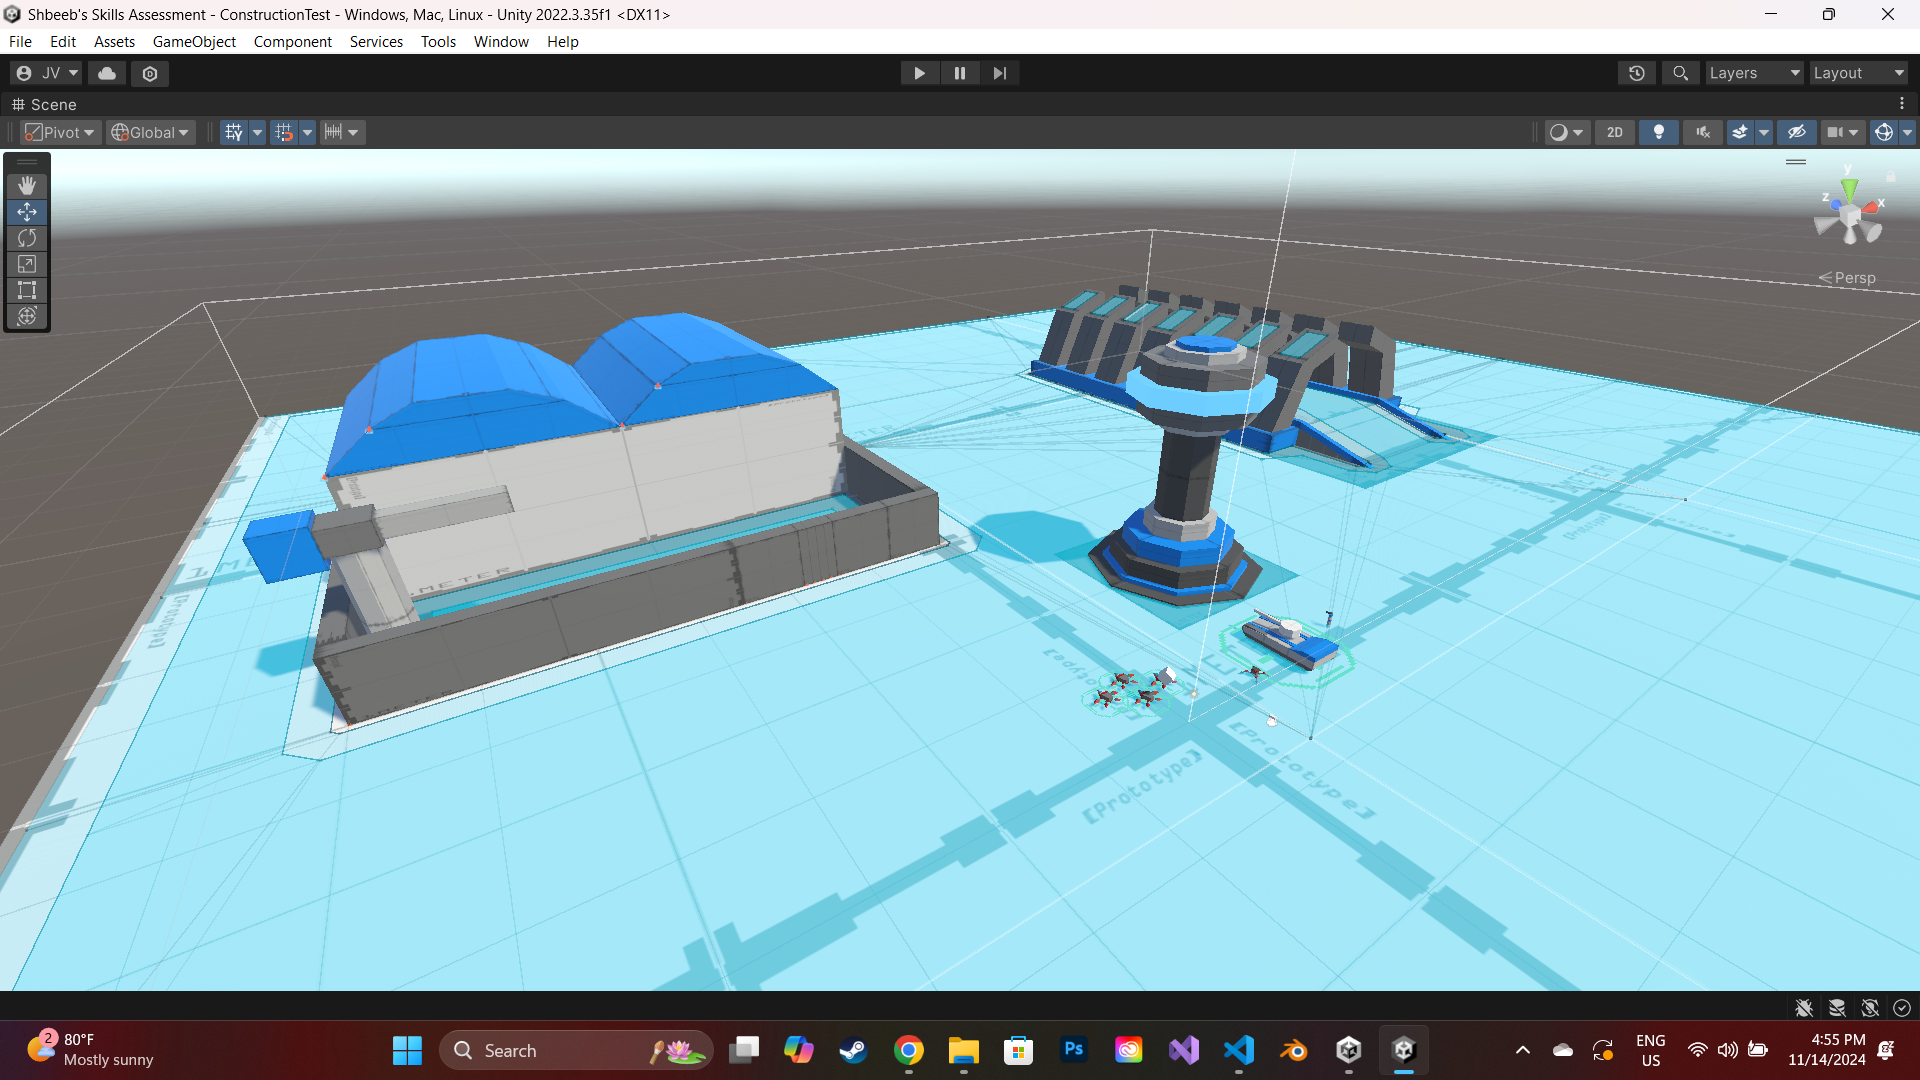 Shbeeb's Skills Assessment - ConstructionTest - Windows, Mac, Linux - Unity 2022.3.35f1 <DX11>
File Edit Assets GameObject Component Services Tools Window Help
JV Layers Layout
Scene
Pivot Global 2D
y
z x
Persp
METER
[Prototype]
[Prototype]
[Prototype]
2 80°F
Mostly sunny
Search
Ps
ENG
US
4:55 PM
11/14/2024